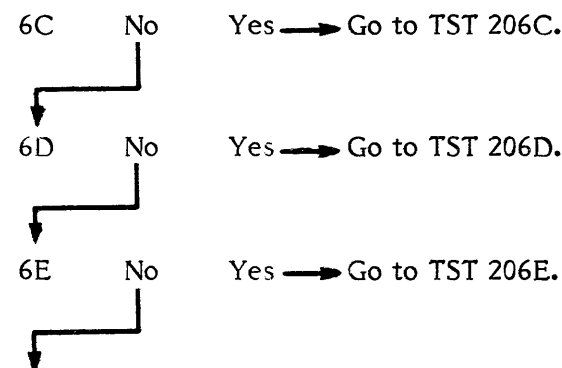 6C No Yes Go to TST 206C.
6D No Yes Go to TST 206D.
6E No Yes Go to TST 206E.